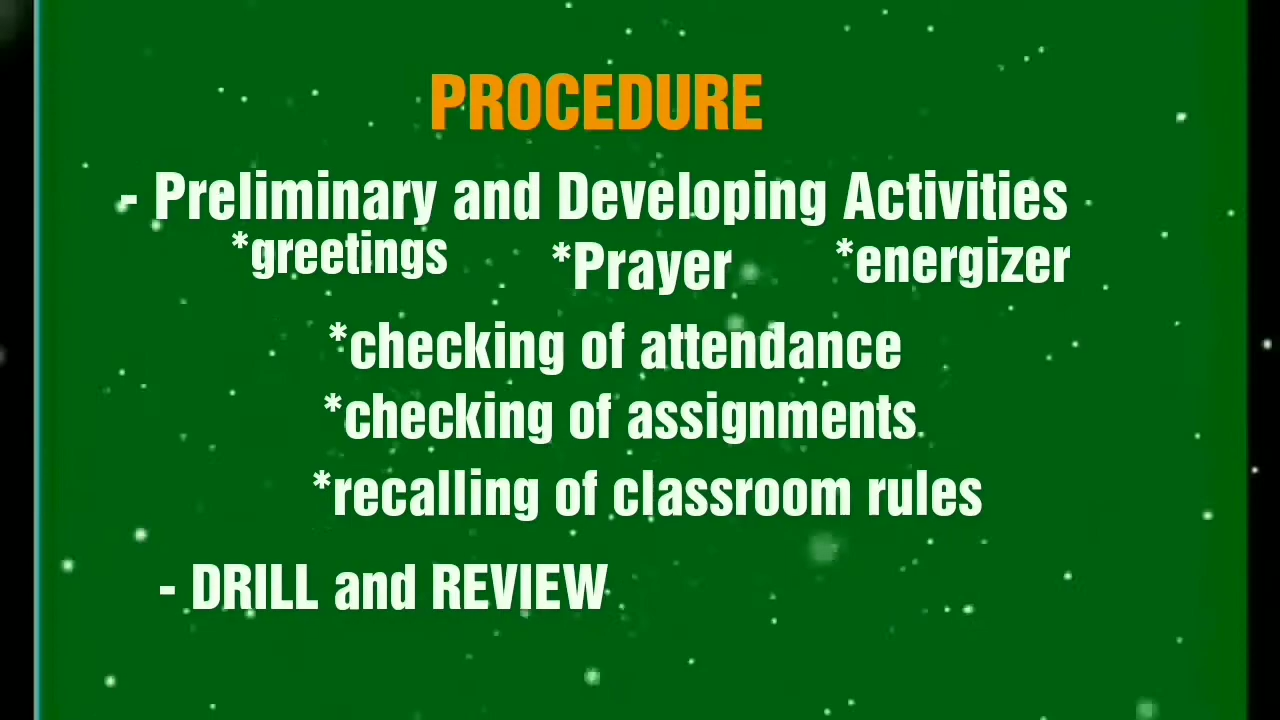 PROCEDURE
- Preliminary and Developing Activities
*greetings *Prayer *energizer
*checking of attendance
*checking of assignments
*recalling of classroom rules
- DRILL and REVIEW